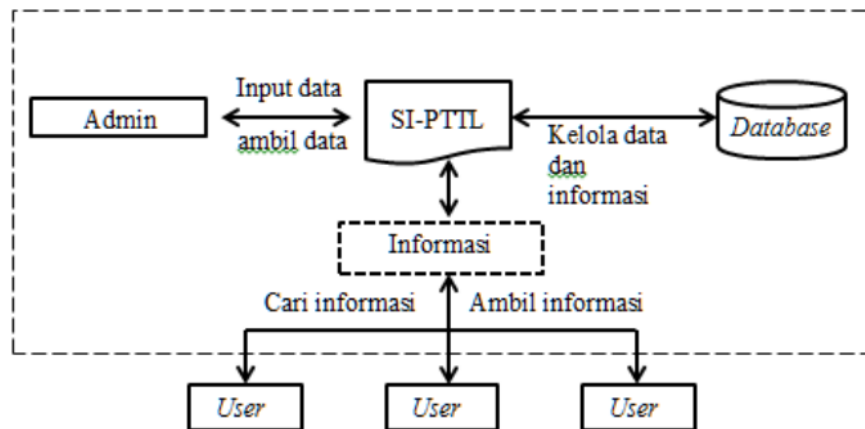 Input data
Admin
ambil data
SI-PTTL
Kelola data
dan
informasi
Database
Informasi
Cari informasi
Ambil informasi
User
User
User